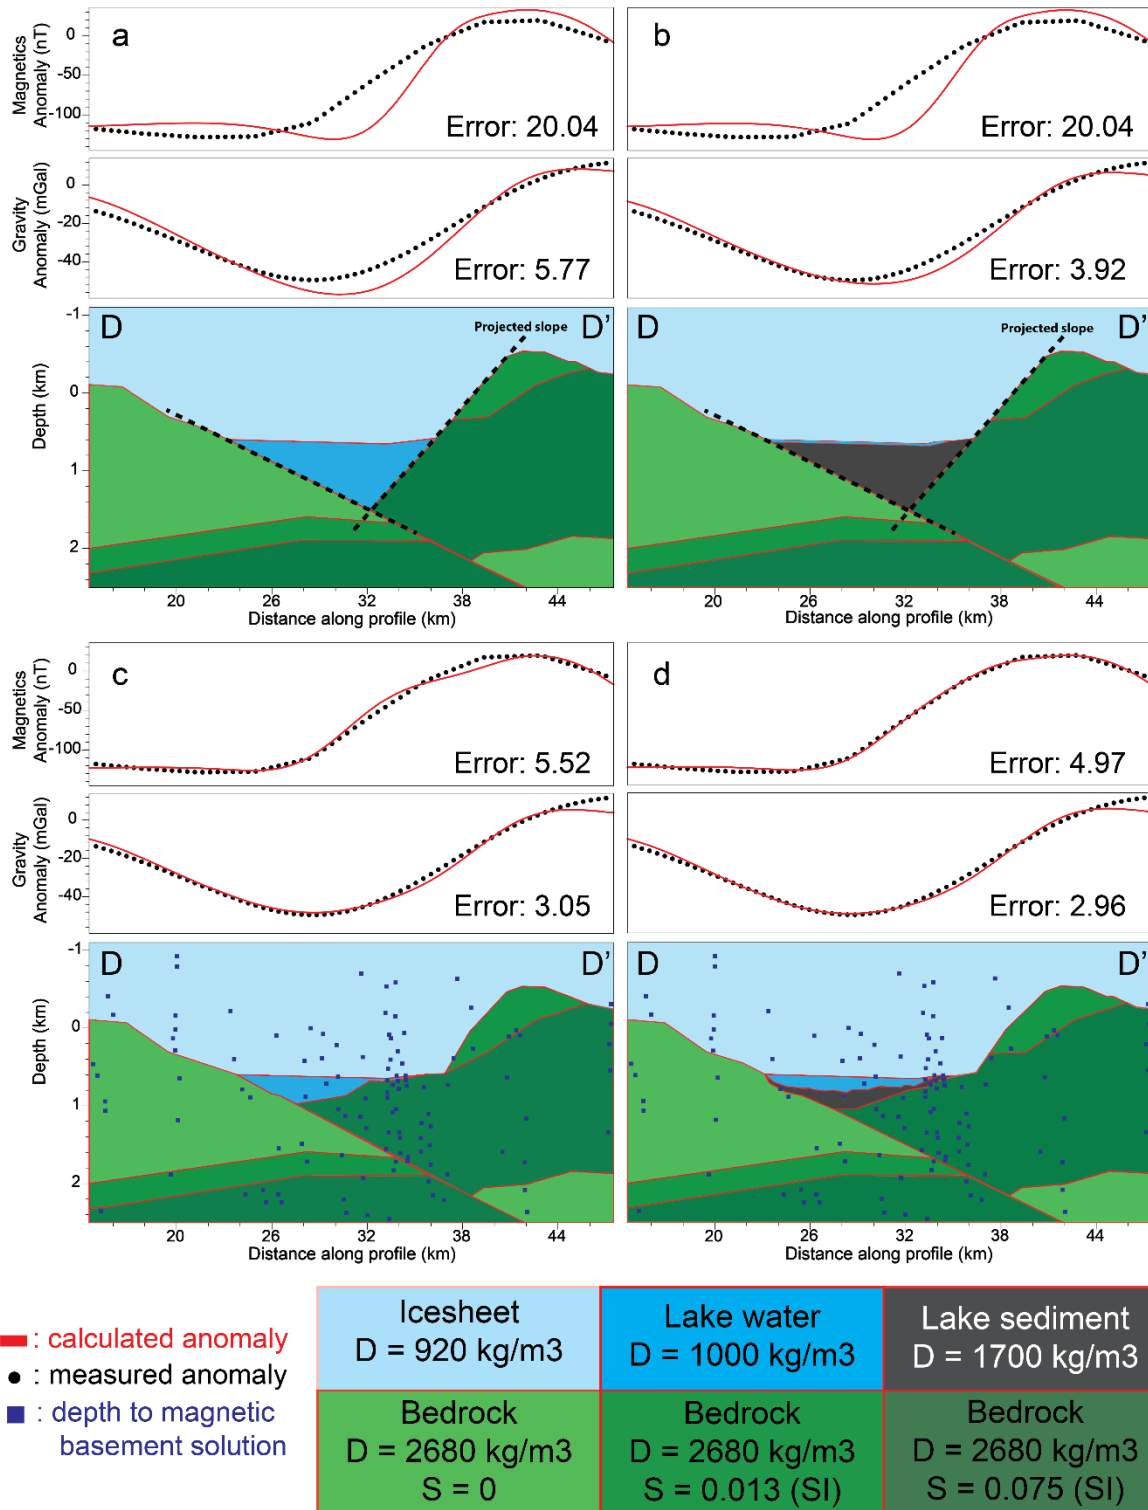 a
Magnetics
Anomaly (nT)
0
-50
-100
Error: 20.04
b
Error: 20.04
Gravity
Anomaly (mGal)
0
-20
-40
Error: 5.77
Error: 3.92
Depth (km)
-1
0
1
2
D
D'
Projected slope
D
D'
Projected slope
20 26 32 38 44
Distance along profile (km)
20 26 32 38 44
Distance along profile (km)
c
Magnetics
Anomaly (nT)
0
-50
-100
Error: 5.52
d
Error: 4.97
Gravity
Anomaly (mGal)
0
-20
-40
Error: 3.05
Error: 2.96
Depth (km)
-1
0
1
2
D
D'
D
D'
20 26 32 38 44
Distance along profile (km)
20 26 32 38 44
Distance along profile (km)
: calculated anomaly
: measured anomaly
: depth to magnetic
basement solution
Icesheet
D = 920 kg/m3
Lake water
D = 1000 kg/m3
Lake sediment
D = 1700 kg/m3
Bedrock
D = 2680 kg/m3
S = 0
Bedrock
D = 2680 kg/m3
S = 0.013 (SI)
Bedrock
D = 2680 kg/m3
S = 0.075 (SI)